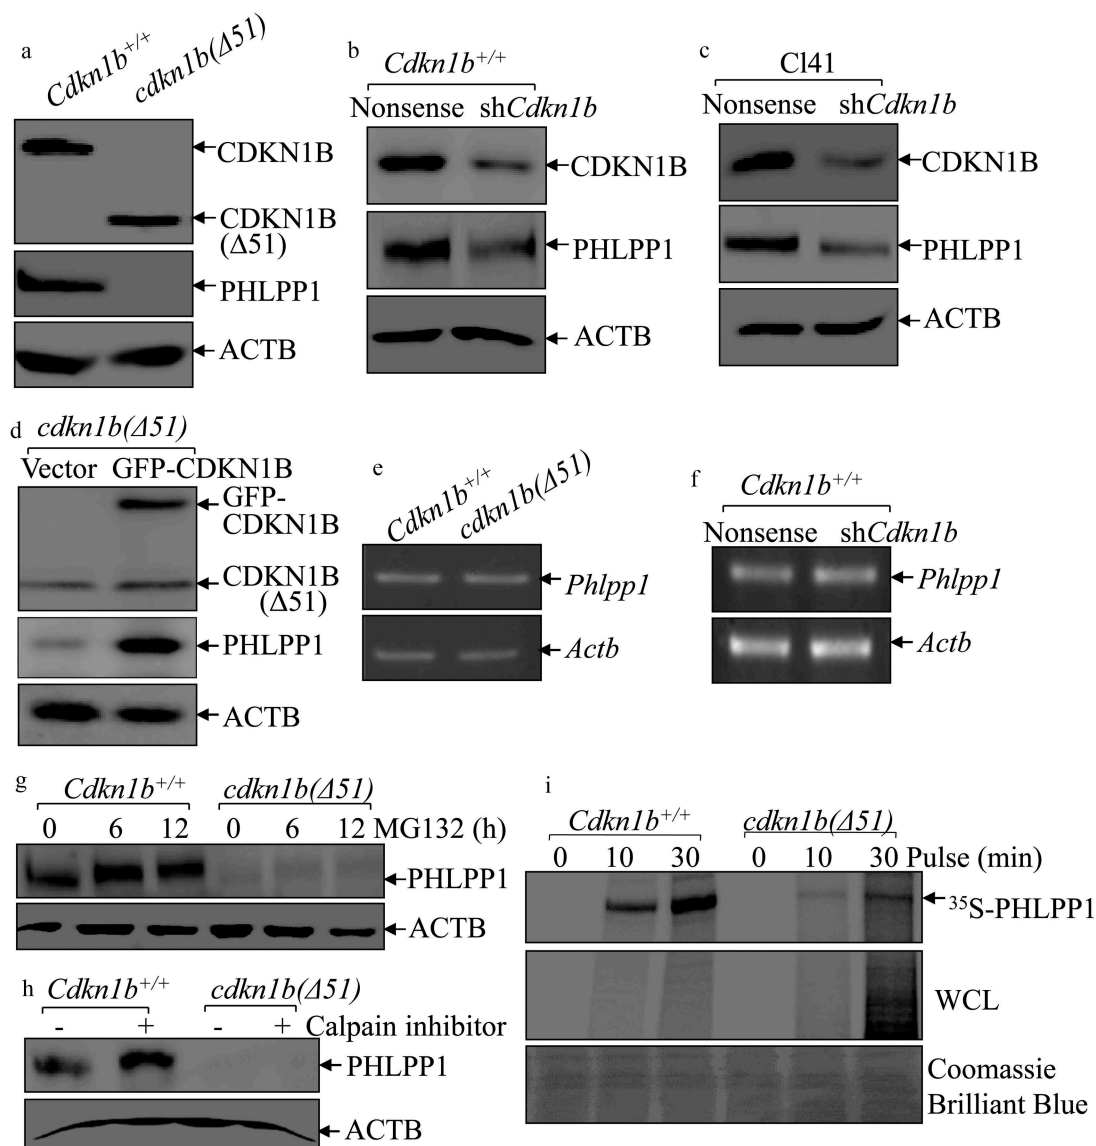 a
Cdkn1b+/+ cdkn1b(Δ51)
CDKN1B
CDKN1B
(Δ51)
PHLPP1
ACTB
b
Cdkn1b+/+
Nonsense shCdkn1b
CDKN1B
PHLPP1
ACTB
c
Cl41
Nonsense shCdkn1b
CDKN1B
PHLPP1
ACTB
d
cdkn1b(Δ51)
Vector GFP-CDKN1B
GFP-
CDKN1B
CDKN1B
(Δ51)
PHLPP1
ACTB
e
Cdkn1b+/+ cdkn1b(Δ51)
Phlpp1
Actb
f
Cdkn1b+/+
Nonsense shCdkn1b
Phlpp1
Actb
g
Cdkn1b+/+ cdkn1b(Δ51)
0 6 12 0 6 12 MG132 (h)
PHLPP1
ACTB
h
Cdkn1b+/+ cdkn1b(Δ51)
- + - + Calpain inhibitor
PHLPP1
ACTB
i
Cdkn1b+/+ cdkn1b(Δ51)
0 10 30 0 10 30 Pulse (min)
35S-PHLPP1
WCL
Coomassie
Brilliant Blue